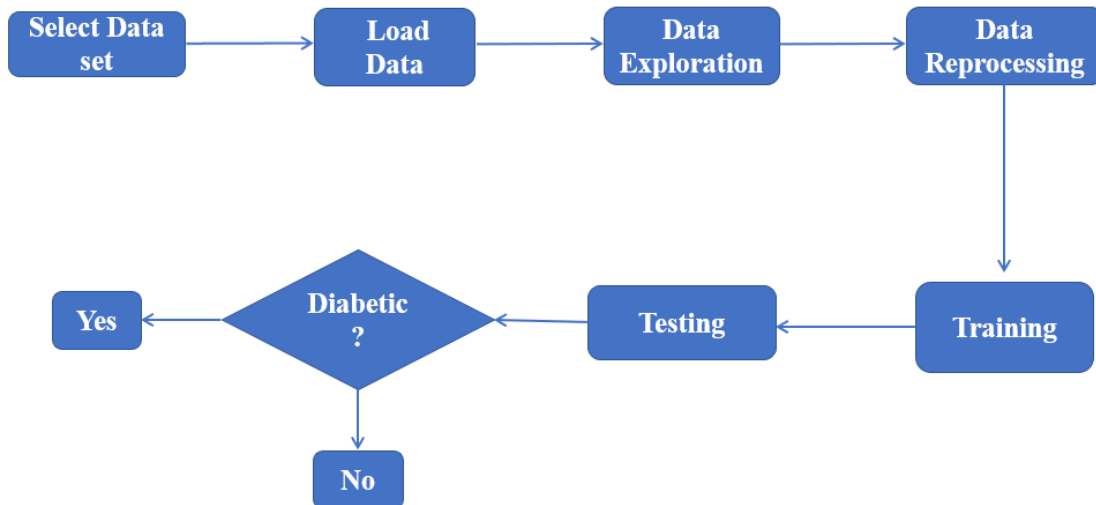 Select Data
set
Load
Data
Data
Exploration
Data
Reprocessing
Training
Testing
Diabetic
?
Yes
No